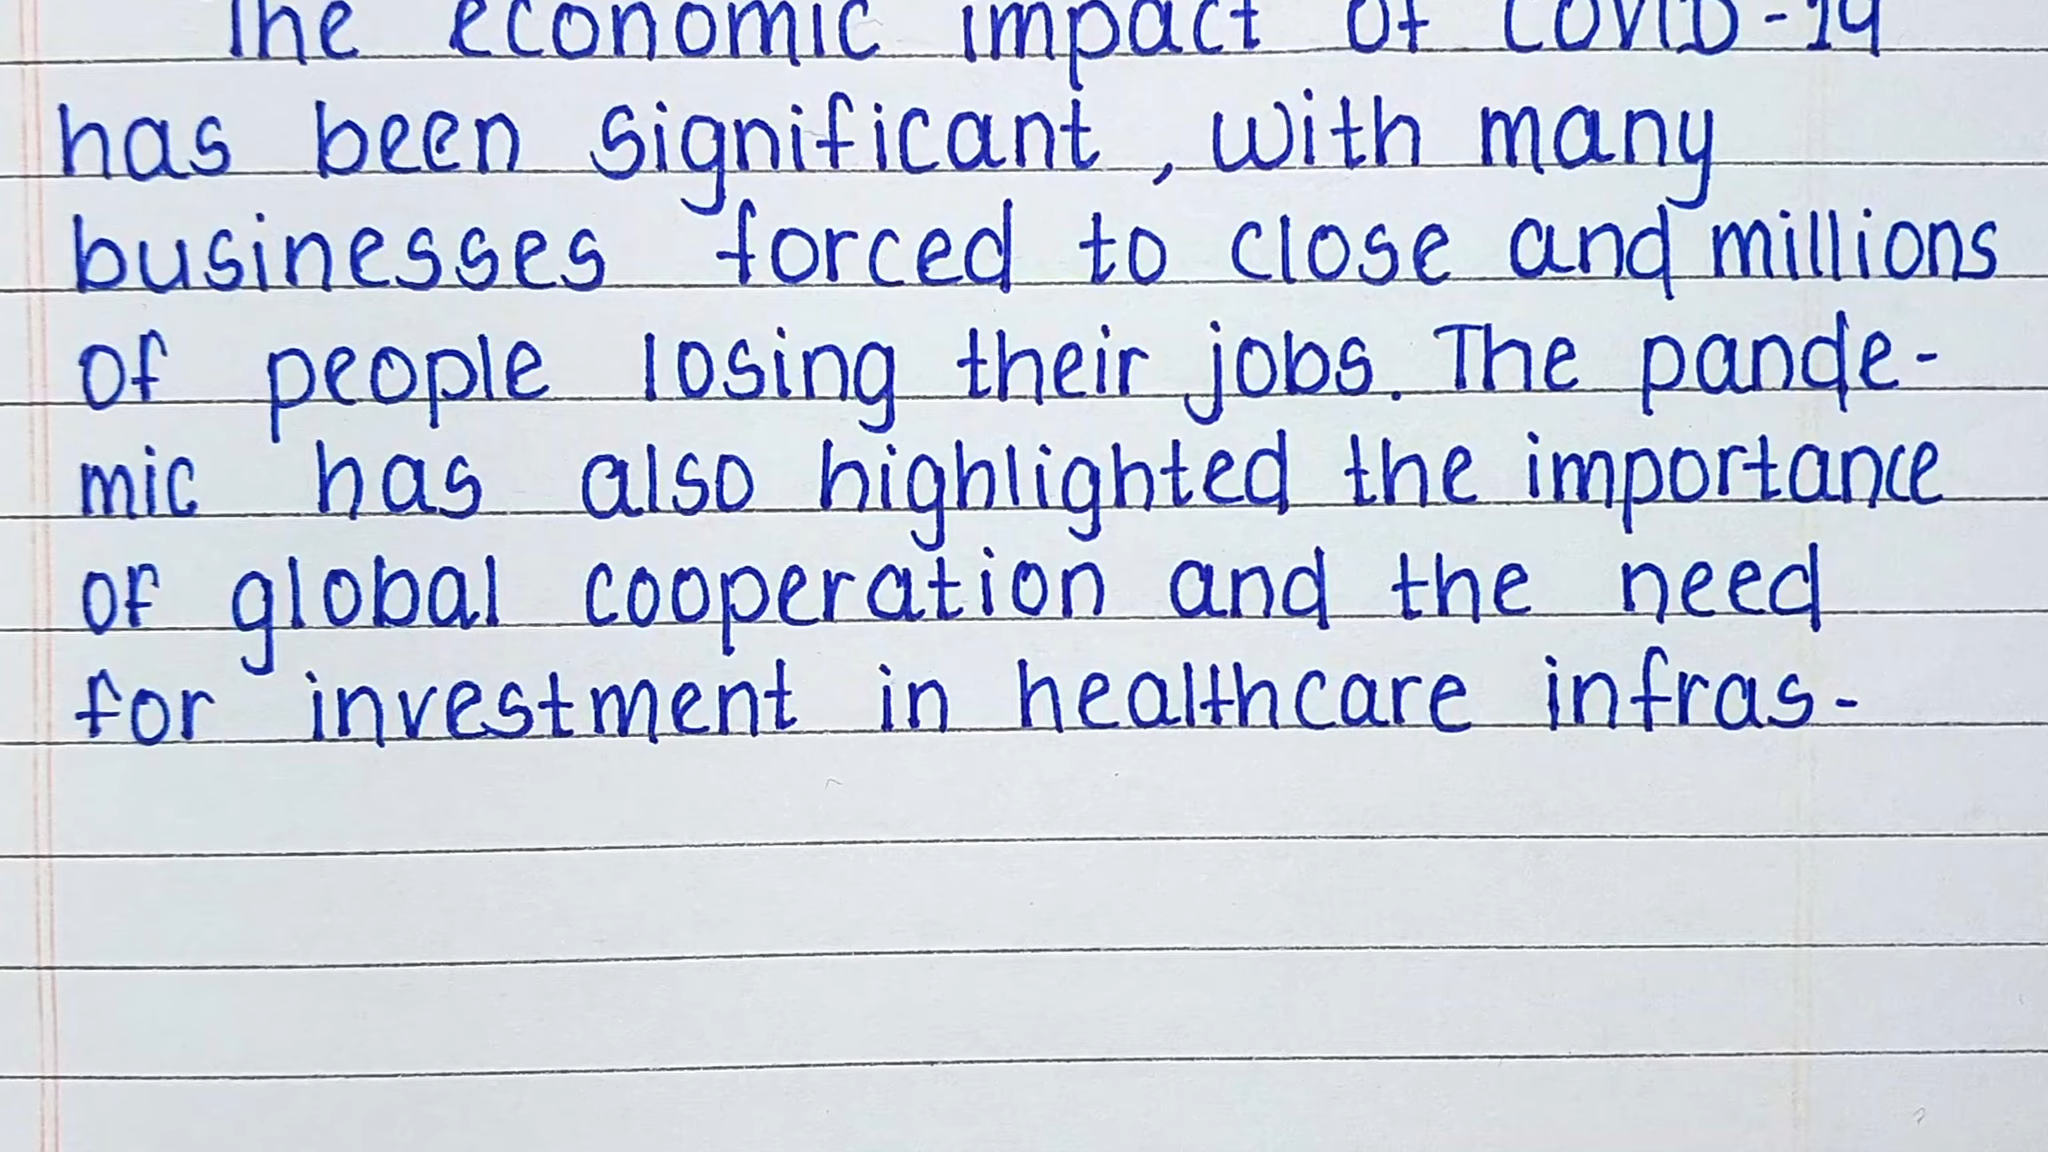 The economic impact of COVID-19
has been significant, with many
businesses forced to close and millions
of people losing their jobs. The pande-
mic has also highlighted the importance
of global cooperation and the need
for investment in healthcare infras-